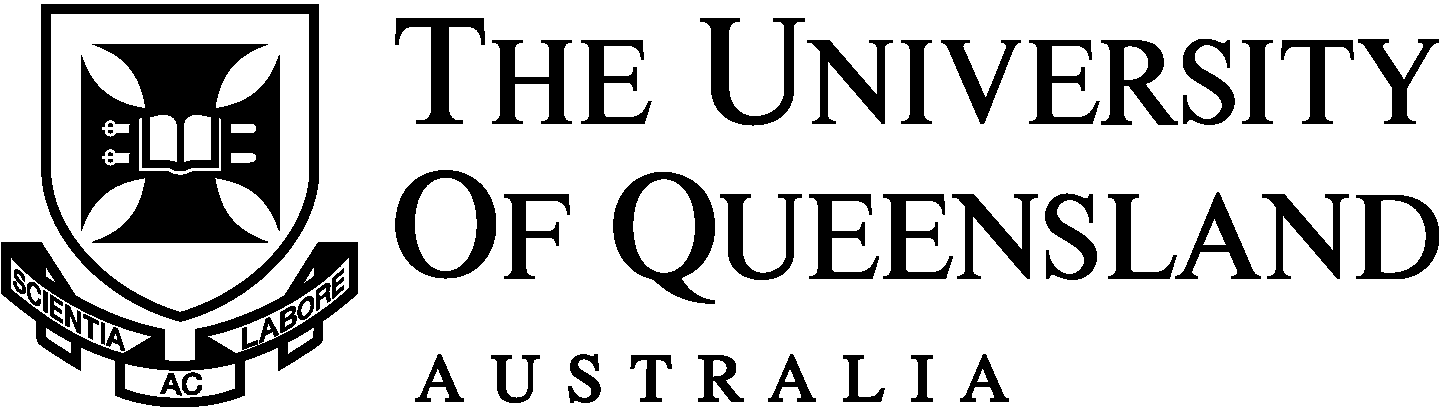 THE UNIVERSITY
OF QUEENSLAND
AUSTRALIA
SCIENTIA
AC
LABORE